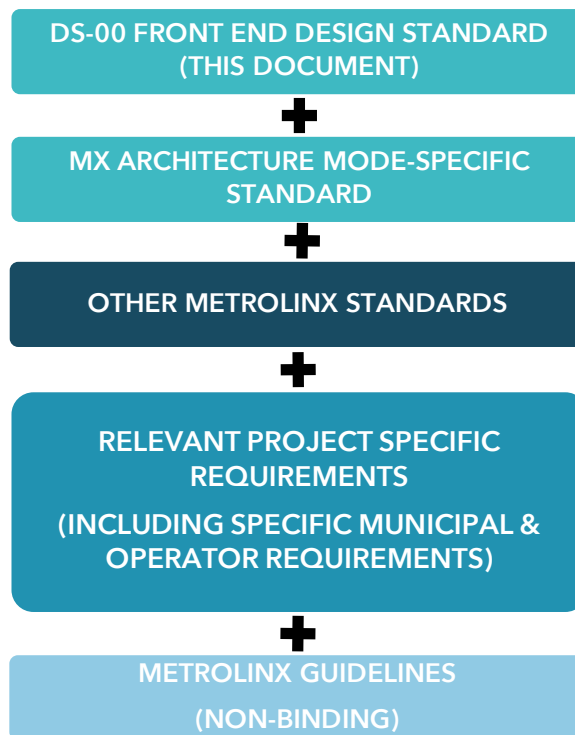 DS-00 FRONT END DESIGN STANDARD
(THIS DOCUMENT)
MX ARCHITECTURE MODE-SPECIFIC
STANDARD
OTHER METROLINX STANDARDS
RELEVANT PROJECT SPECIFIC
REQUIREMENTS
(INCLUDING SPECIFIC MUNICIPAL &
OPERATOR REQUIREMENTS)
METROLINX GUIDELINES
(NON-BINDING)